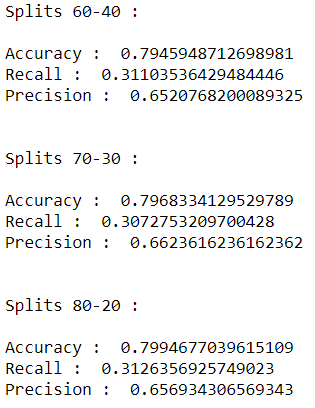 Splits 60-40 :
Accuracy :  0.7945948712698981
Recall :  0.31103536429484446
Precision :  0.6520768200089325
Splits 70-30 :
Accuracy :  0.7968334129529789
Recall :  0.3072753209700428
Precision :  0.6623616236162362
Splits 80-20 :
Accuracy :  0.7994677039615109
Recall :  0.3126356925749023
Precision :  0.656934306569343